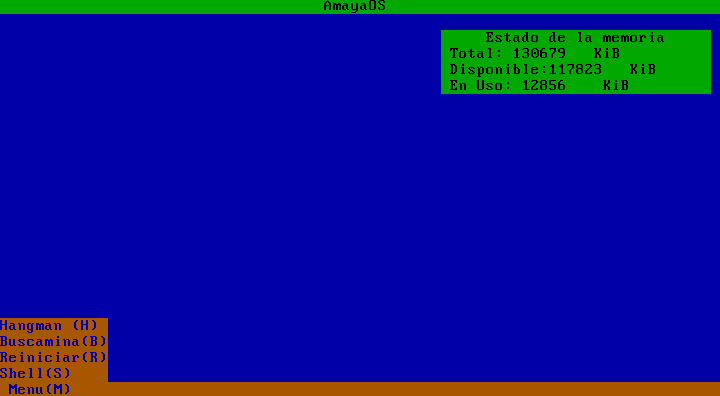 AmayaOS
Estado de la memoria
Total: 130679 KiB
Disponible:117823 KiB
En Uso: 12856 KiB
Hangman (H)
Buscamina(B)
Reiniciar(R)
Shell(S)
Menu(M)